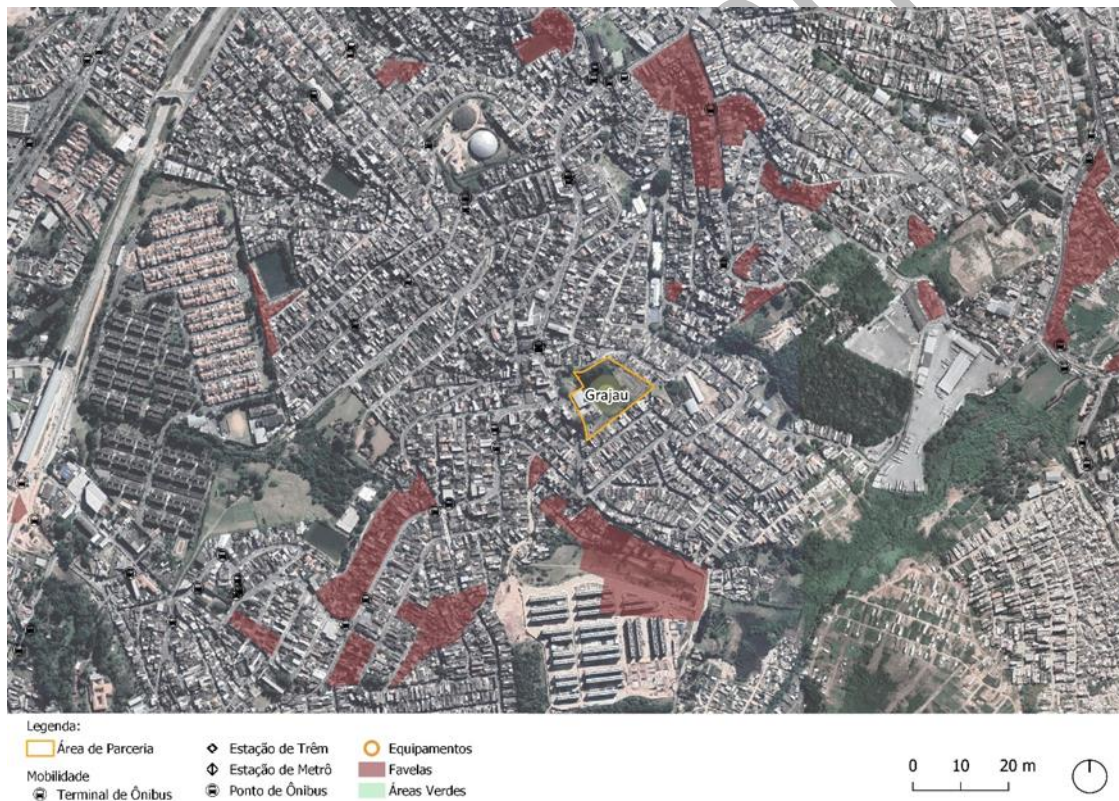 Grajau
Legenda:
Área de Parceria
Mobilidade
Terminal de Ônibus
Estação de Trêm
Estação de Metrô
Ponto de Ônibus
Equipamentos
Favelas
Áreas Verdes
0 10 20 m